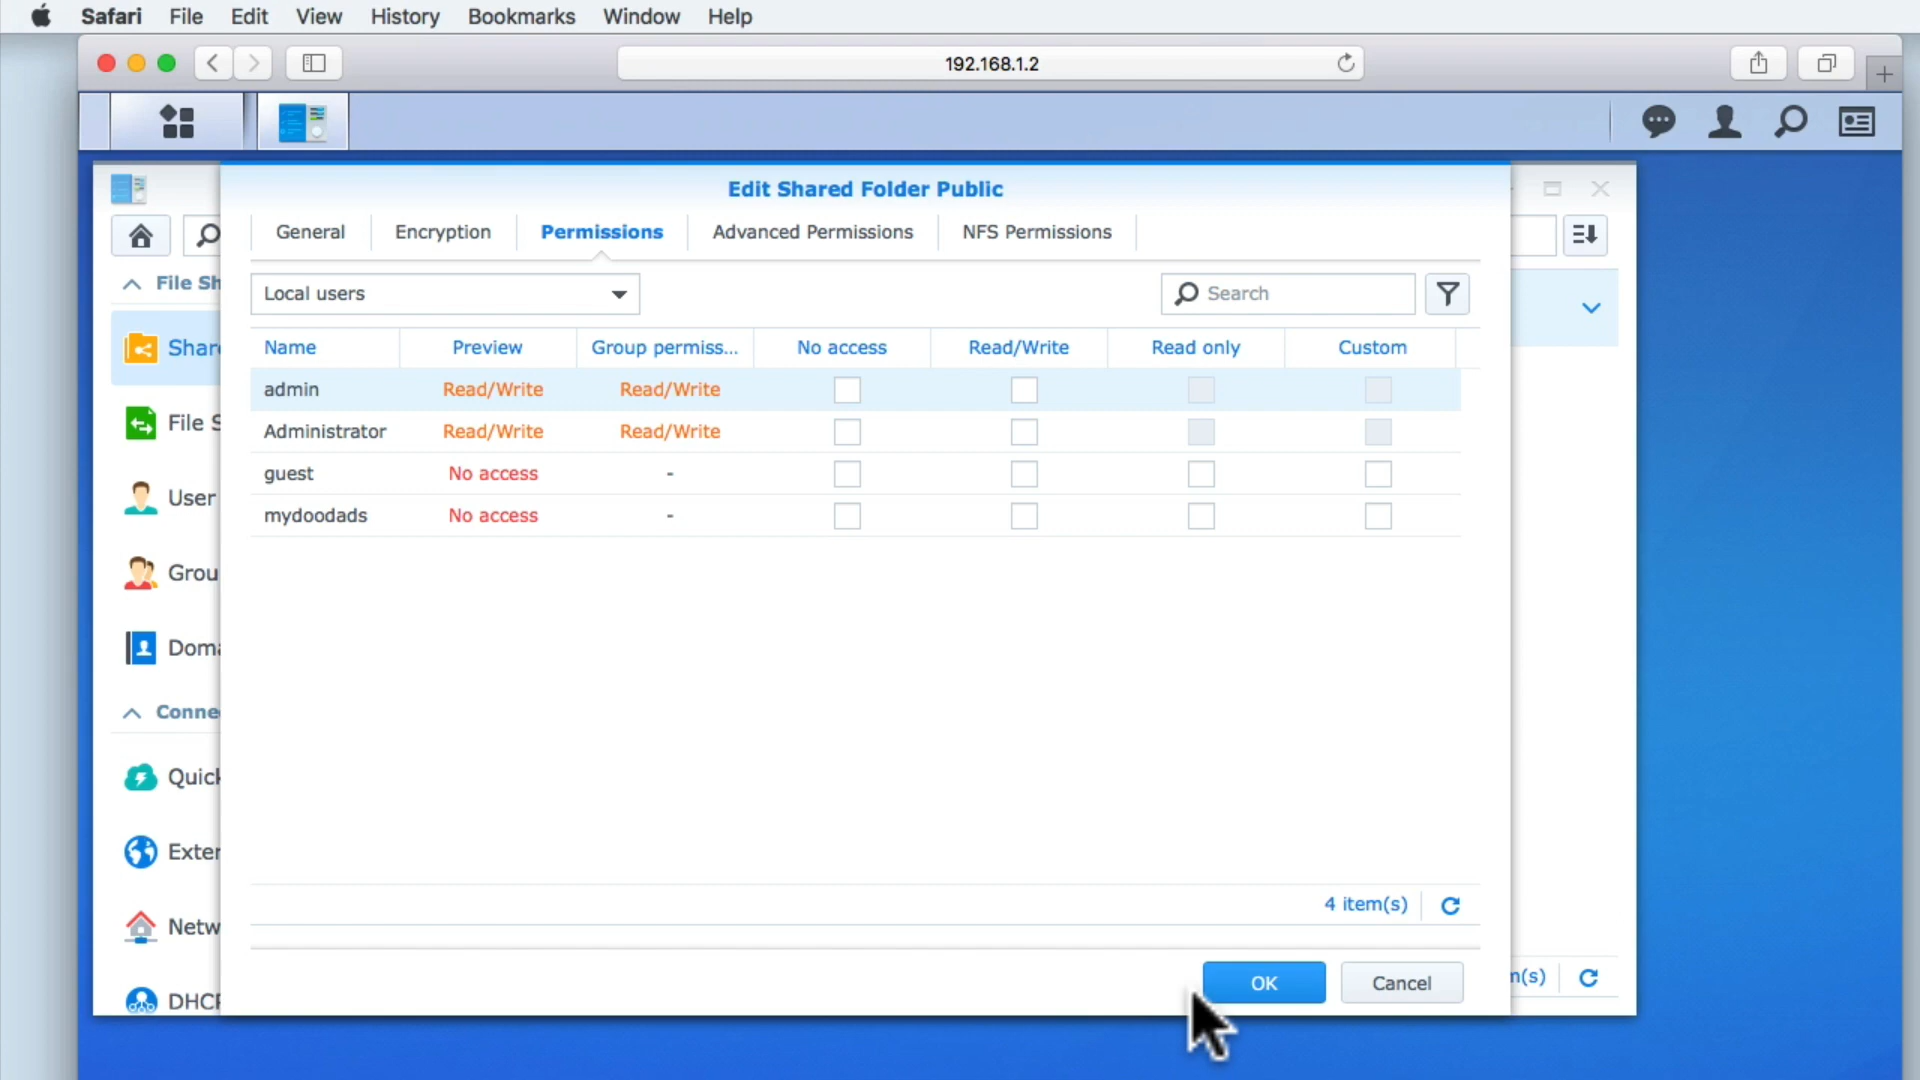 Safari File Edit View History Bookmarks Window Help
192.168.1.2
Edit Shared Folder Public
General Encryption Permissions Advanced Permissions NFS Permissions
File Sh
Local users Search
Name Preview Group permiss... No access Read/Write Read only Custom
Shar
admin Read/Write Read/Write
File S
Administrator Read/Write Read/Write
guest No access -
User
mydoodads No access -
Grou
Doma
Conne
Quick
Exter
4 item(s)
Netw
OK Cancel
(s)
DHCP